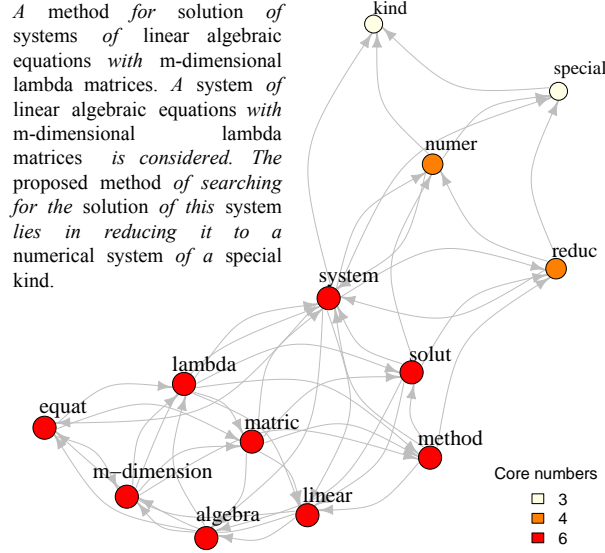 A method for solution of
systems of linear algebraic
equations with m-dimensional
lambda matrices. A system of
linear algebraic equations with
m-dimensional lambda
matrices is considered. The
proposed method of searching
for the solution of this system
lies in reducing it to a
numerical system of a special
kind.
kind
special
numer
reduc
system
solut
lambda
equat
matric
method
m-dimension
linear
algebra
Core numbers
3
4
6